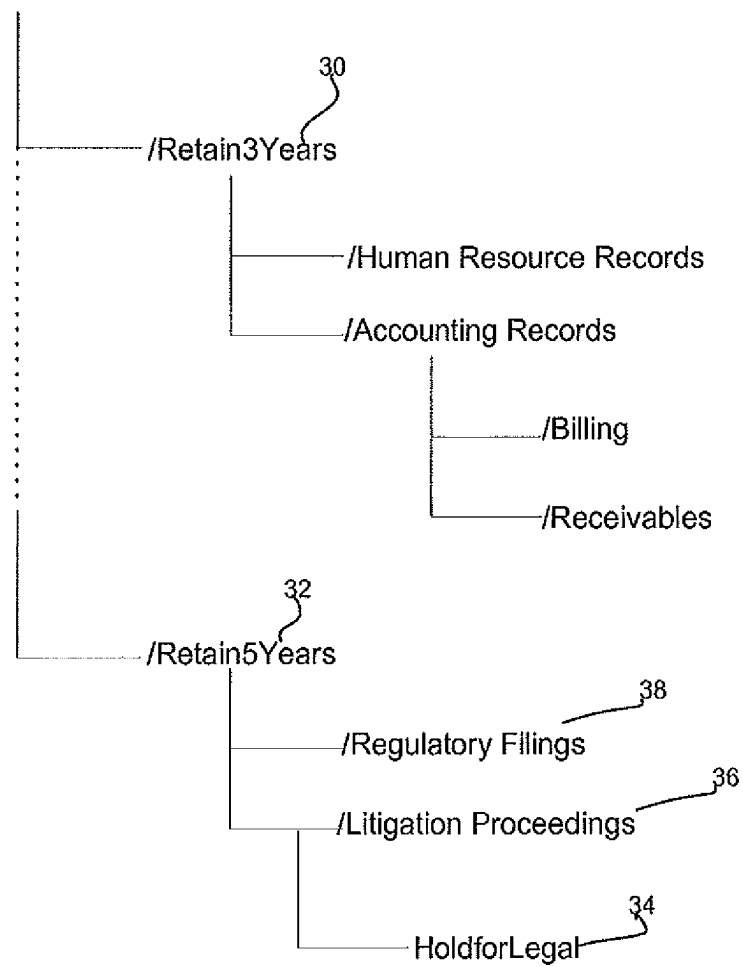 30
/Retain3Years
/Human Resource Records
/Accounting Records
/Billing
/Receivables
32
/Retain5Years
38
/Regulatory Filings
36
/Litigation Proceedings
34
HoldforLegal